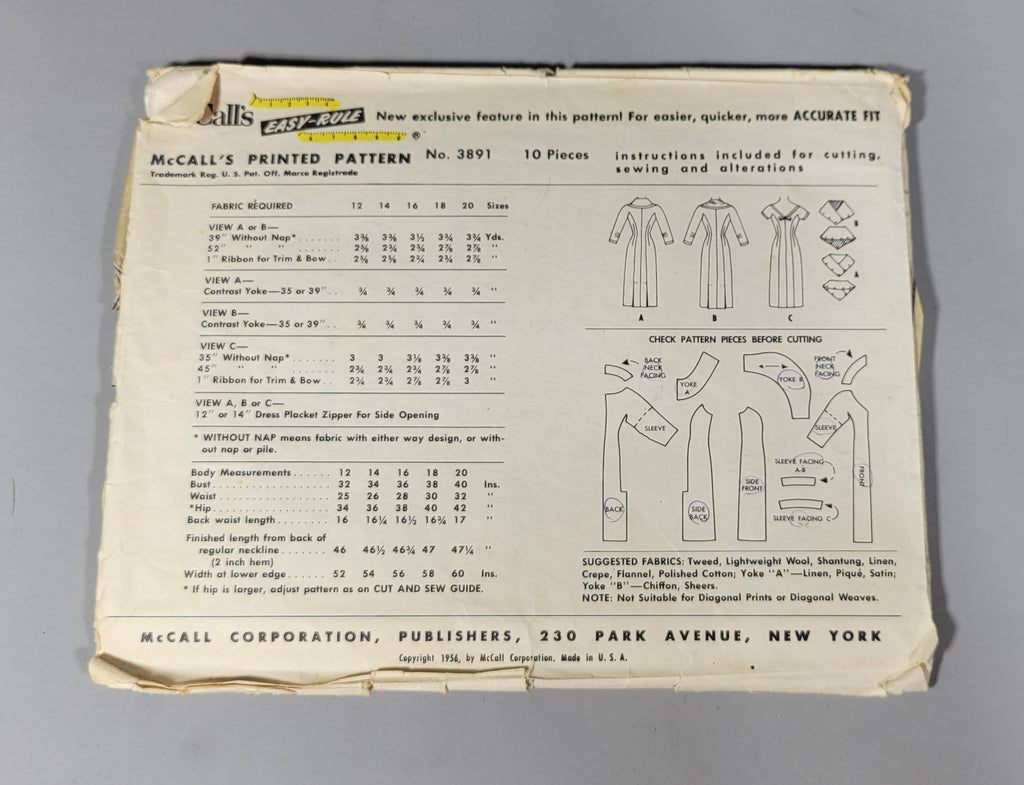 Call's EASY-RULE ® New exclusive feature in this pattern! For easier, quicker, more ACCURATE FIT
1 2 3 4
6 7 8 9
McCALL'S PRINTED PATTERN No. 3891 10 Pieces instructions included for cutting,
Trademark Reg. U. S. Pat. Off. Marca Registrada sewing and alterations
FABRIC REQUIRED 12 14 16 18 20 Sizes
VIEW A or B—
39" Without Nap*....... 3⅜ 3⅜ 3½ 3¾ 3¾ Yds.
52" " " ....... 2⅝ 2¾ 2¾ 2⅞ 2⅞ "
1" Ribbon for Trim & Bow.. 2⅝ 2⅝ 2¾ 2¾ 2⅞ "
VIEW A—
Contrast Yoke—35 or 39".. ¾ ¾ ¾ ¾ ¾ "
VIEW B—
Contrast Yoke—35 or 39".. ¾ ¾ ¾ ¾ ¾ "
VIEW C—
35" Without Nap*....... 3 3 3⅛ 3⅜ 3⅜ "
45" " " ....... 2¾ 2¾ 2¾ 2⅞ 2⅞ "
1" Ribbon for Trim & Bow.. 2¾ 2¾ 2⅞ 2⅞ 3 "
VIEW A, B or C—
12" or 14" Dress Placket Zipper For Side Opening
* WITHOUT NAP means fabric with either way design, or with-
out nap or pile.
Body Measurements...... 12 14 16 18 20
Bust.................. 32 34 36 38 40 Ins.
Waist................. 25 26 28 30 32 "
*Hip.................. 34 36 38 40 42 "
Back waist length........ 16 16¼ 16½ 16¾ 17 "
Finished length from back of
regular neckline....... 46 46½ 46¾ 47 47¼ "
(2 inch hem)
Width at lower edge...... 52 54 56 58 60 Ins.
* If hip is larger, adjust pattern as on CUT AND SEW GUIDE.
A B C
B
A
CHECK PATTERN PIECES BEFORE CUTTING
BACK
NECK
FACING
YOKE
A
YOKE B
FRONT
NECK
FACING
SLEEVE
SLEEVE
BACK
SIDE
BACK
SIDE
FRONT
SLEEVE FACING
A-B
SLEEVE FACING C
FRONT
SUGGESTED FABRICS: Tweed, Lightweight Wool, Shantung, Linen,
Crepe, Flannel, Polished Cotton; Yoke "A"—Linen, Piqué, Satin;
Yoke "B"—Chiffon, Sheers.
NOTE: Not Suitable for Diagonal Prints or Diagonal Weaves.
McCALL CORPORATION, PUBLISHERS, 230 PARK AVENUE, NEW YORK
Copyright 1956, by McCall Corporation. Made in U. S. A.